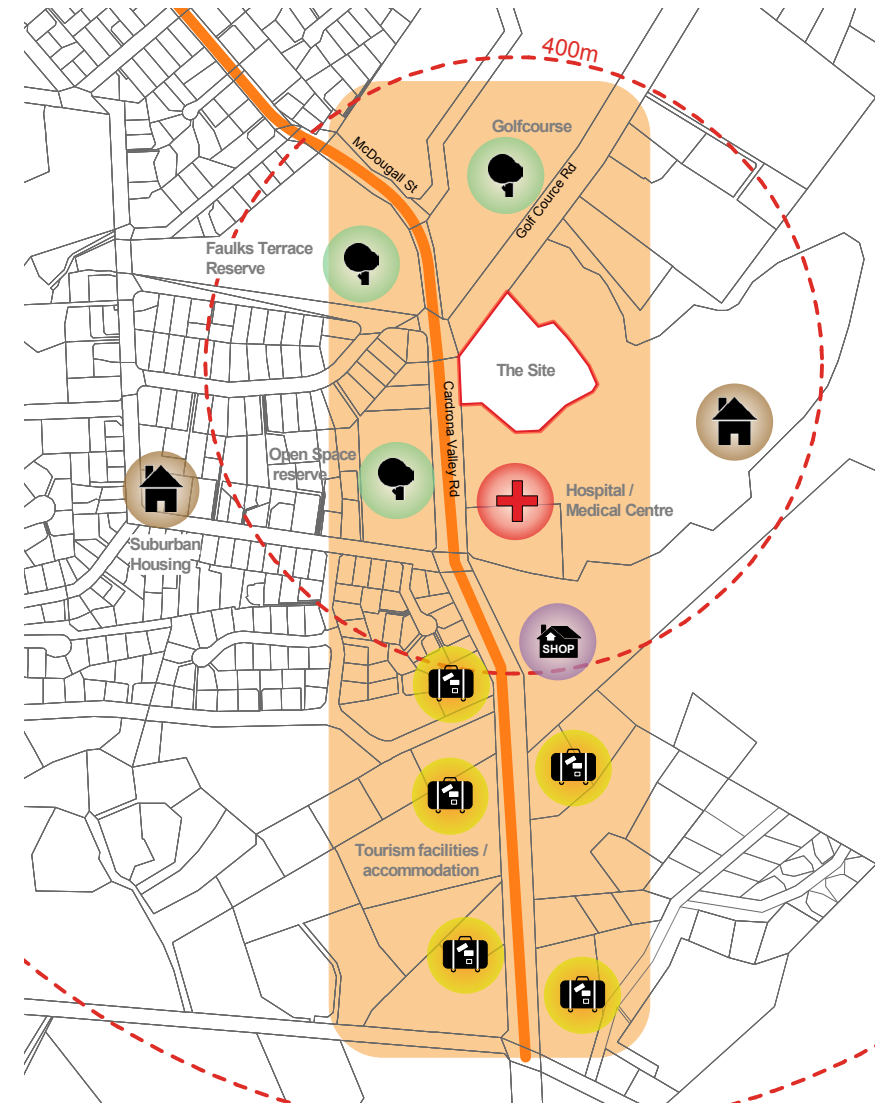 400m
Golfcourse
McDougall St
Golf Cource Rd
Faulks Terrace
Reserve
The Site
Cardrona Valley Rd
Open Space
reserve
Hospital /
Medical Centre
Suburban
Housing
SHOP
Tourism facilities /
accommodation